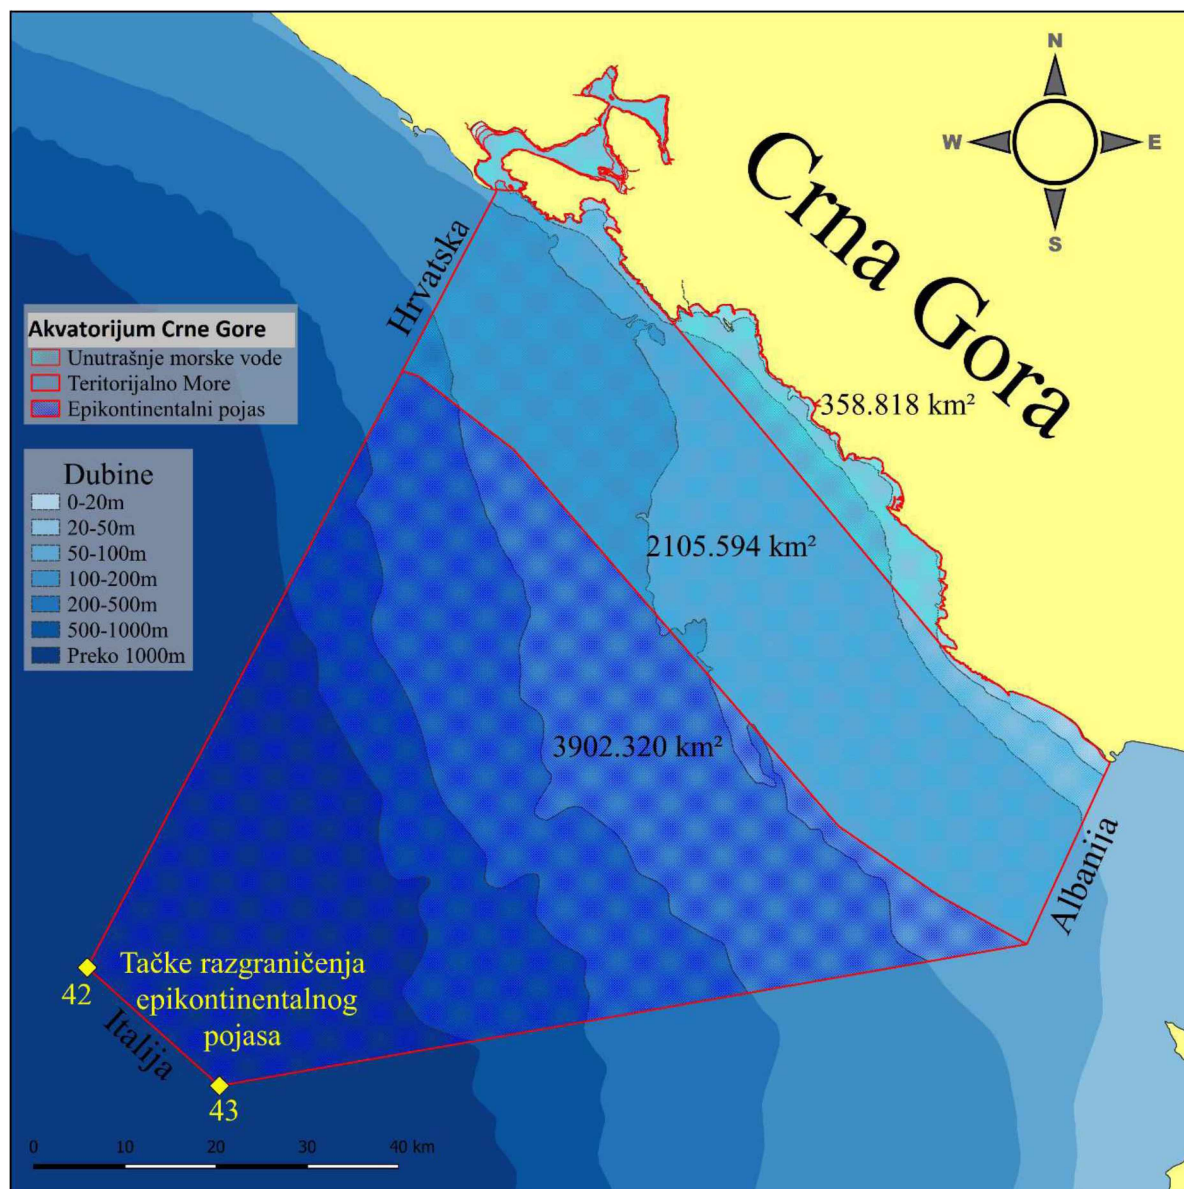 N
W
E
S
Crna Gora
Hrvatska
Akvatorijum Crne Gore
Unutrašnje morske vode
Teritorijalno More
Epikontinentalni pojas
358.818 km²
Dubine
0-20m
20-50m
50-100m
100-200m
200-500m
500-1000m
Preko 1000m
2105.594 km²
3902.320 km²
Albanija
Tačke razgraničenja
epikontinentalnog
pojasa
42
Italija
43
0 10 20 30 40 km